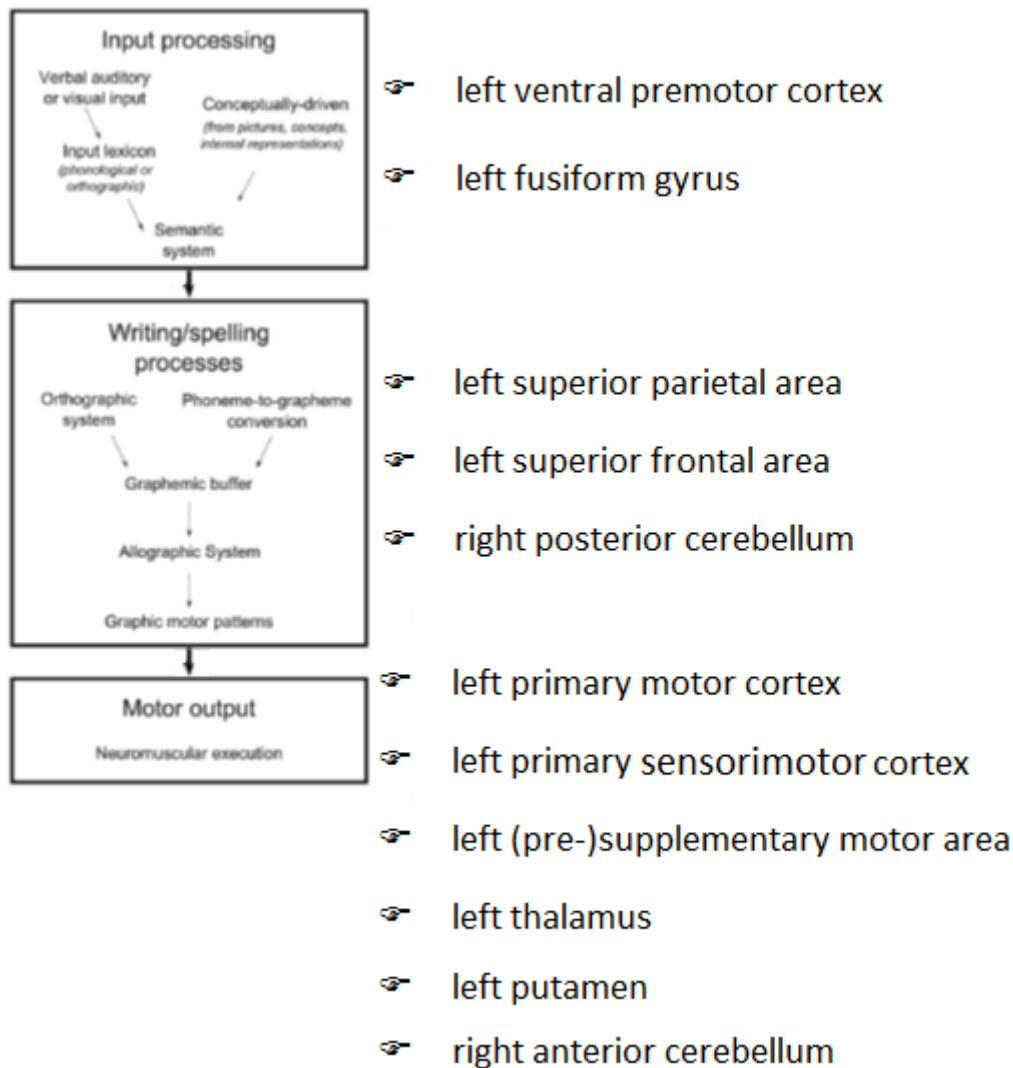 Input processing
Verbal auditory
or visual input
Conceptually-driven
(from pictures, concepts,
internal representations)
Input lexicon
(phonological or
orthographic)
Semantic
system
left ventral premotor cortex
left fusiform gyrus
Writing/spelling
processes
Orthographic
system
Phoneme-to-grapheme
conversion
Graphemic buffer
Allographic System
Graphic motor patterns
left superior parietal area
left superior frontal area
right posterior cerebellum
Motor output
Neuromuscular execution
left primary motor cortex
left primary sensorimotor cortex
left (pre-)supplementary motor area
left thalamus
left putamen
right anterior cerebellum